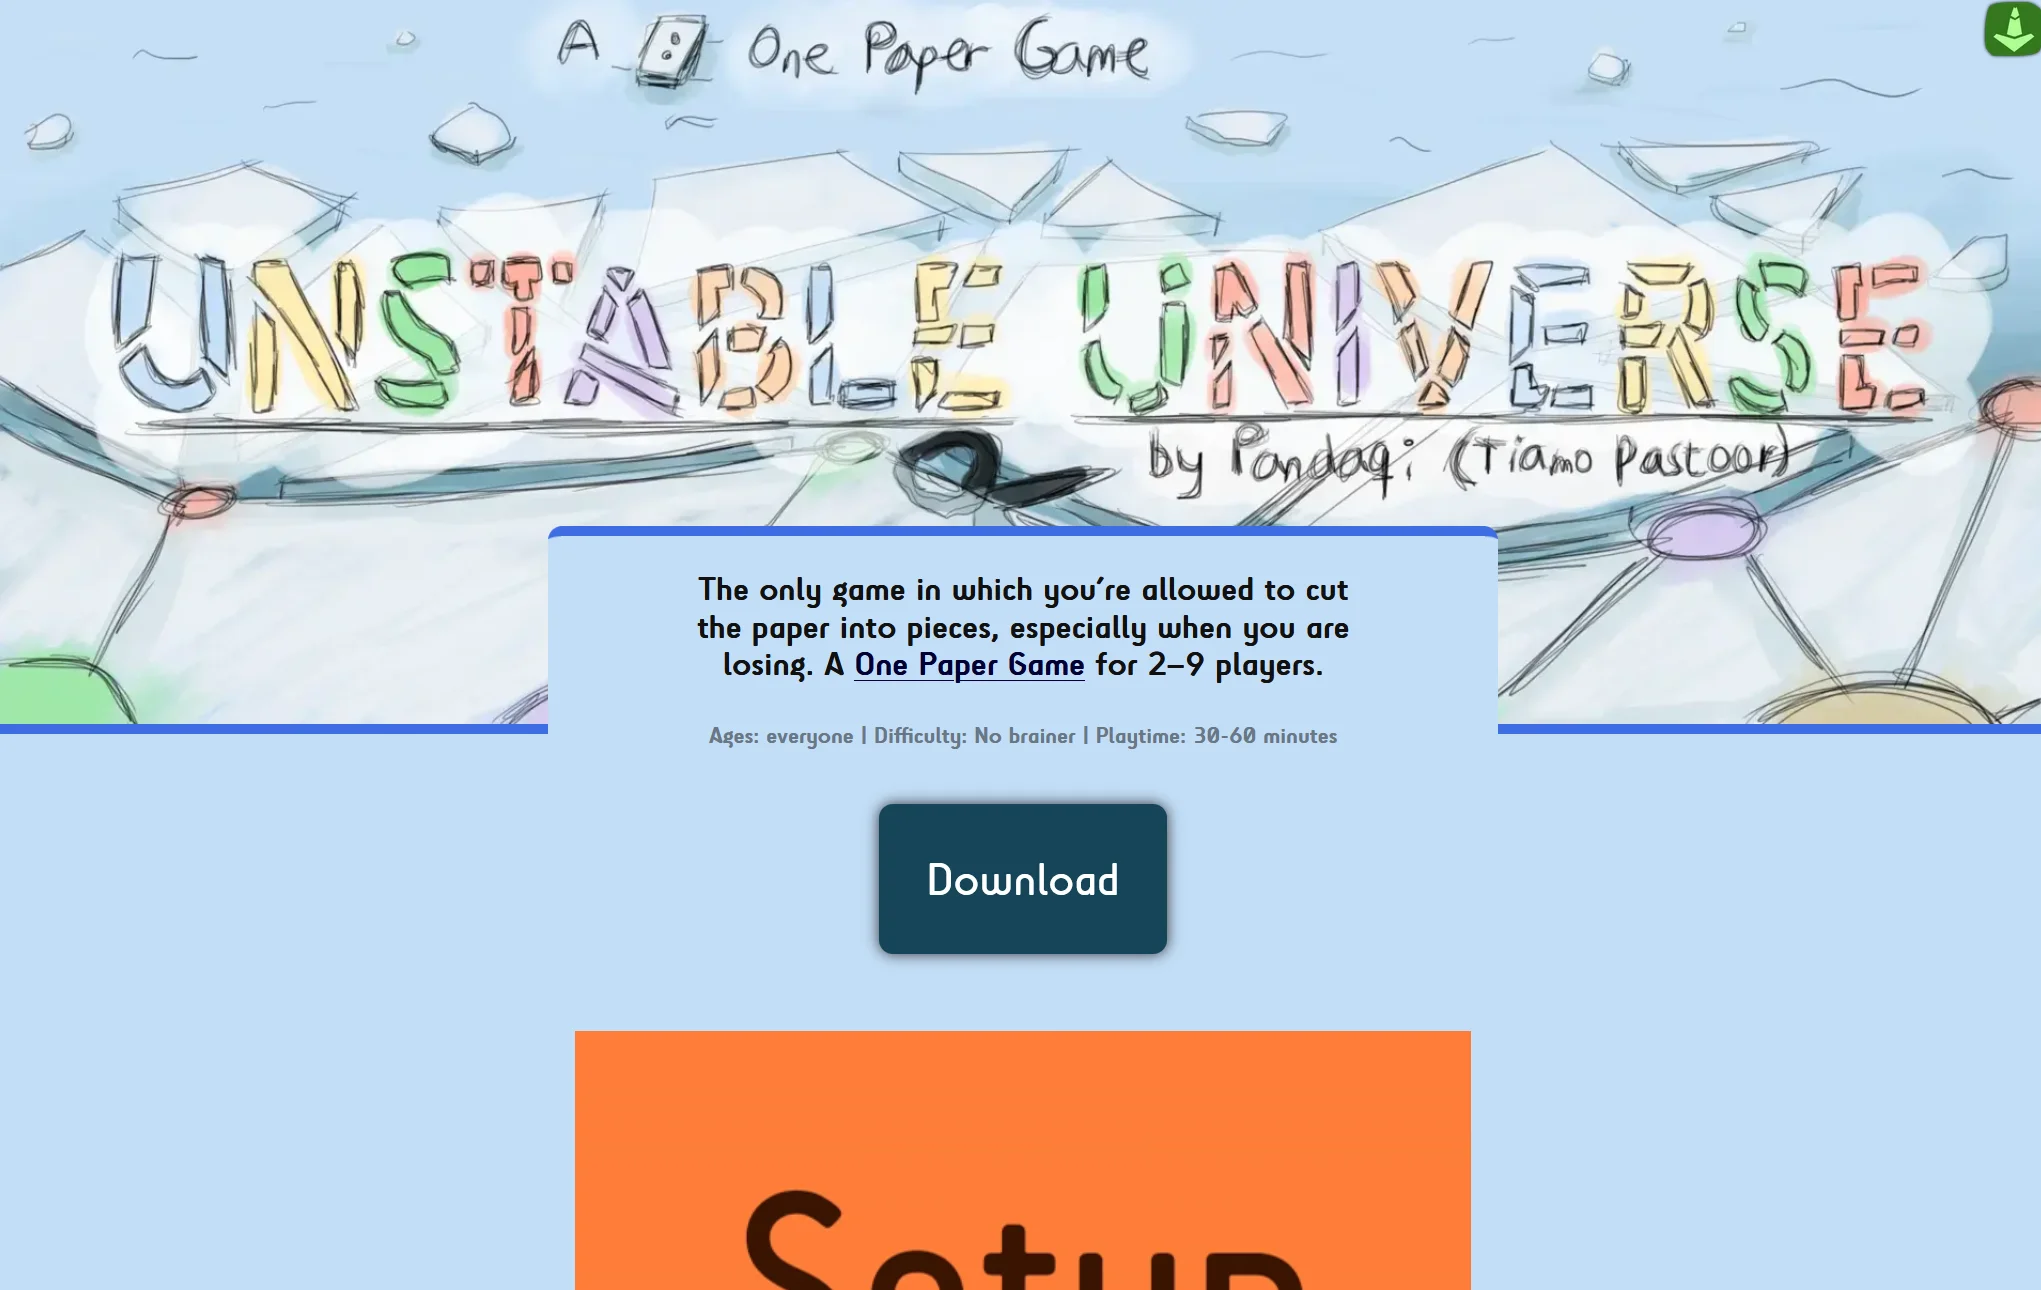 A One Paper Game
UNSTABLE UNIVERSE
by Pandaqi (Tiamo Pastoor)
The only game in which you’re allowed to cut
the paper into pieces, especially when you are
losing. A One Paper Game for 2–9 players.
Ages: everyone | Difficulty: No brainer | Playtime: 30-60 minutes
Download
Setup